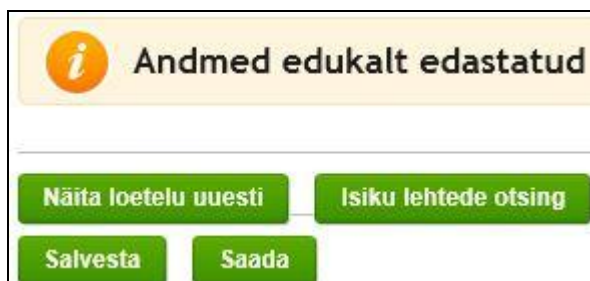 Andmed edukalt edastatud
Näita loetelu uuesti Isiku lehtede otsing
Salvesta Saada